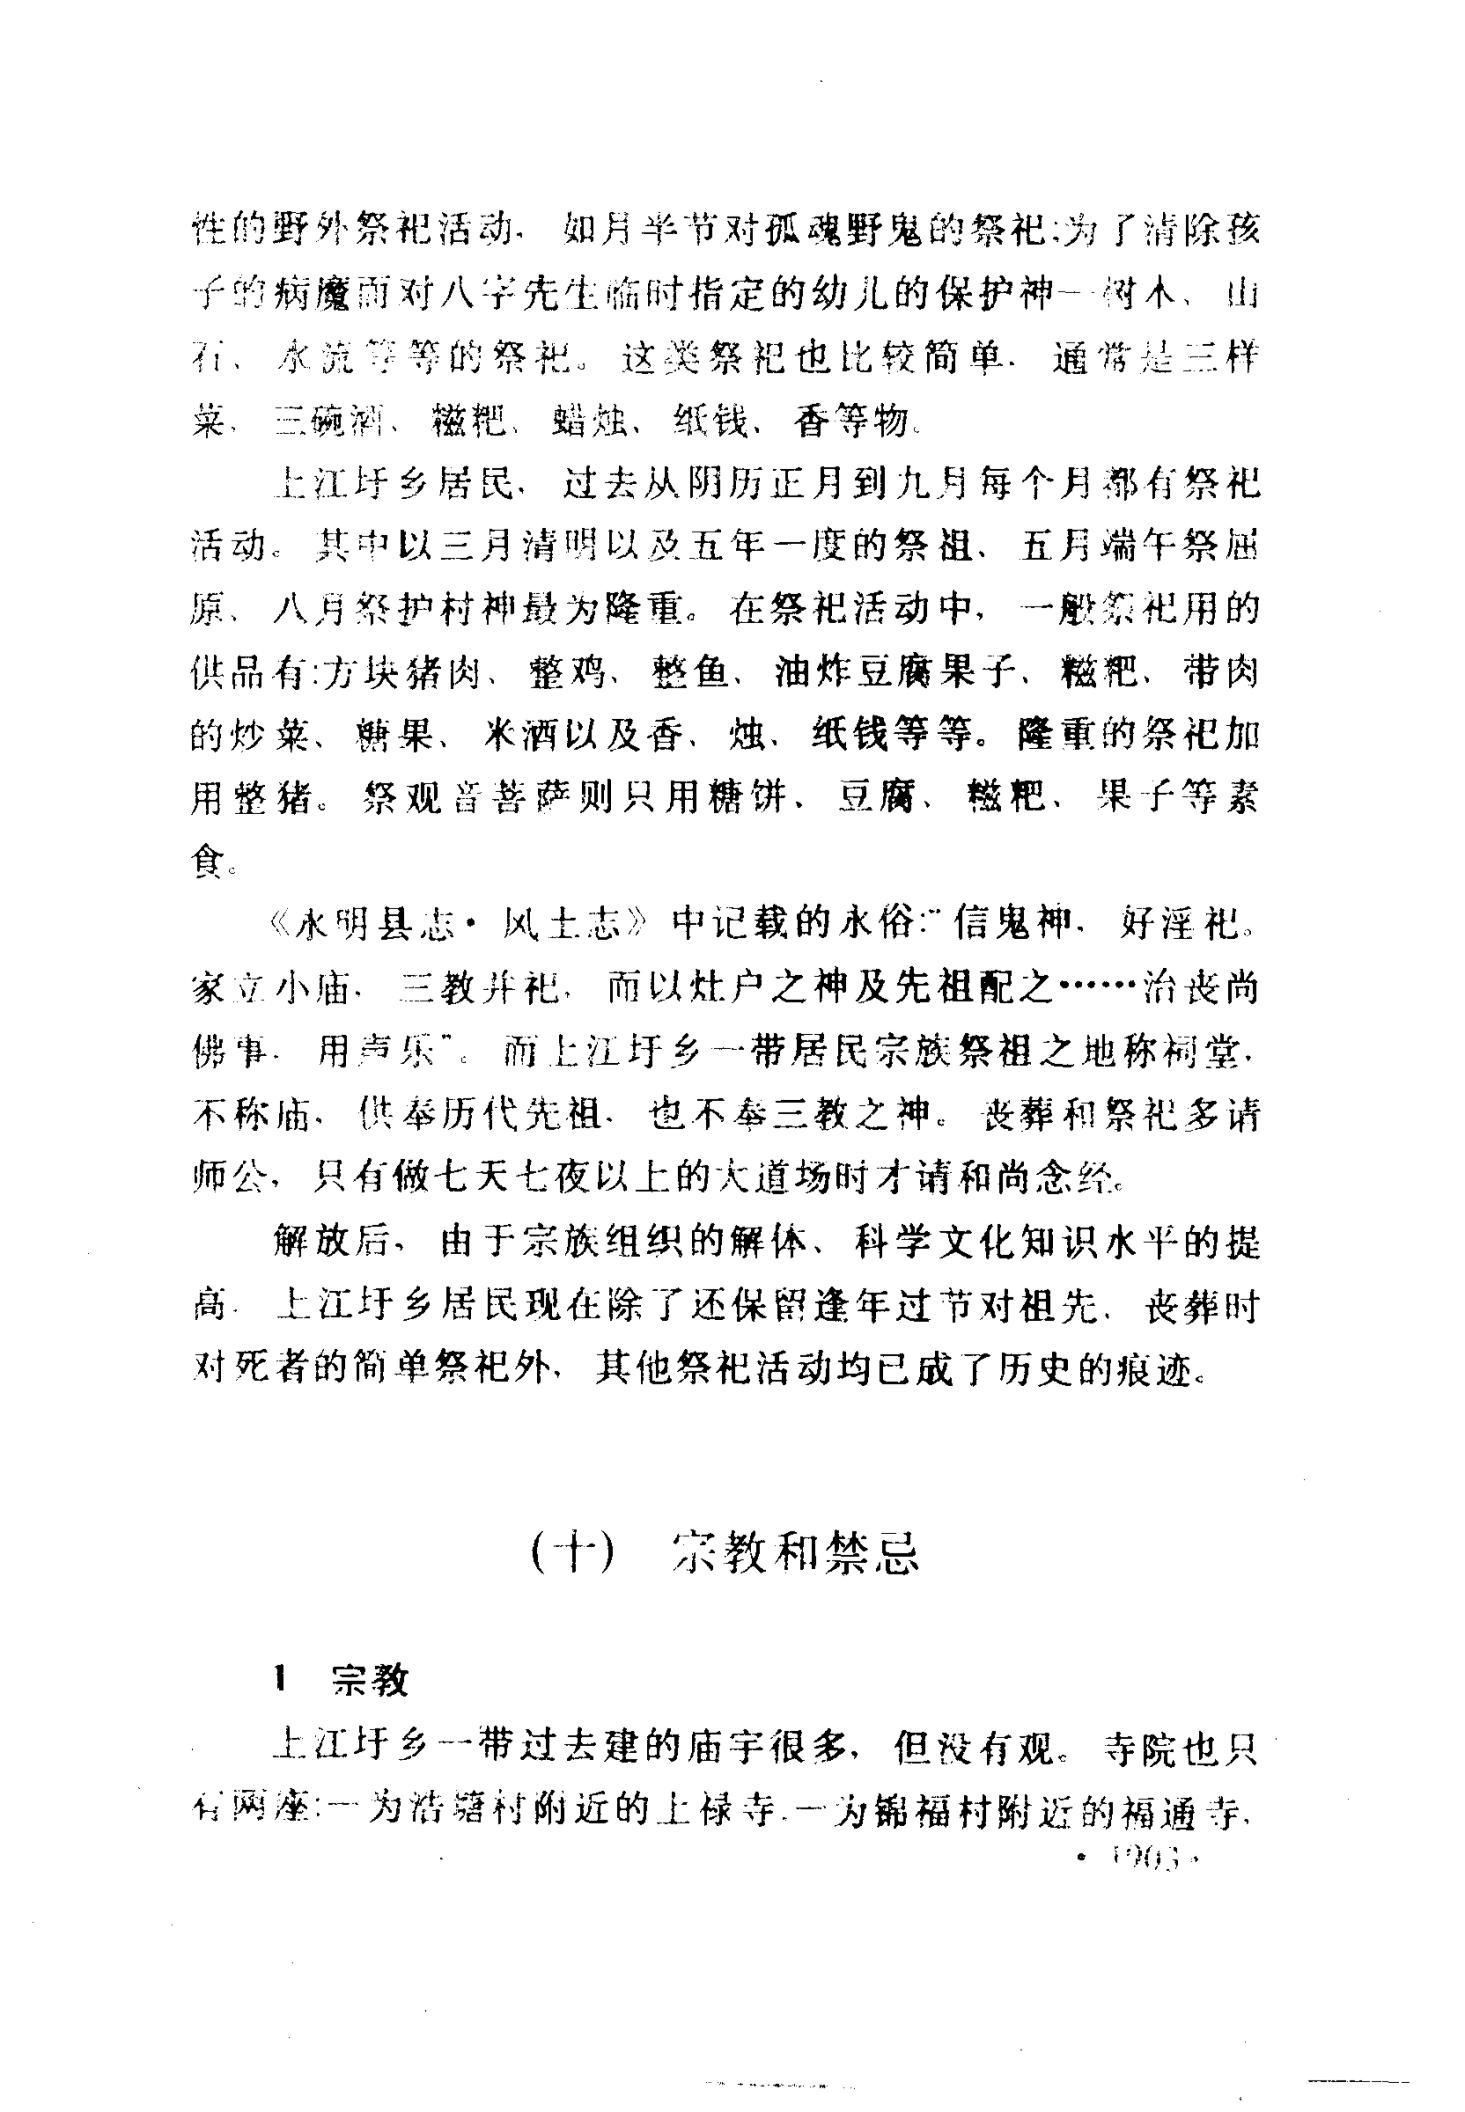 性的野外祭祀活动，如月半节对孤魂野鬼的祭祀；为了清除孩
子的病魔而对八字先生临时指定的幼儿的保护神——树木、山
石、水流等等的祭祀。这类祭祀也比较简单，通常是三样
菜、三碗酒、糍粑、蜡烛、纸钱、香等物。
上江圩乡居民，过去从阴历正月到九月每个月都有祭祀
活动。其中以三月清明以及五年一度的祭祖、五月端午祭屈
原、八月祭护村神最为隆重。在祭祀活动中，一般祭祀用的
供品有：方块猪肉、整鸡、整鱼、油炸豆腐果子、糍粑、带肉
的炒菜、糖果、米酒以及香、烛、纸钱等等。隆重的祭祀加
用整猪。祭观音菩萨则只用糖饼、豆腐、糍粑、果子等素
食。
《永明县志·风土志》中记载的永俗：“信鬼神，好淫祀。
家立小庙，三教并祀，而以灶户之神及先祖配之……治丧尚
佛事，用声乐”。而上江圩乡一带居民宗族祭祖之地称祠堂，
不称庙，供奉历代先祖，也不奉三教之神。丧葬和祭祀多请
师公，只有做七天七夜以上的大道场时才请和尚念经。
解放后，由于宗族组织的解体、科学文化知识水平的提
高，上江圩乡居民现在除了还保留逢年过节对祖先，丧葬时
对死者的简单祭祀外，其他祭祀活动均已成了历史的痕迹。
（十） 宗教和禁忌
1 宗教
上江圩乡一带过去建的庙宇很多，但没有观。寺院也只
有两座：一为浩塘村附近的上禄寺，一为锦福村附近的福通寺，
·1903·